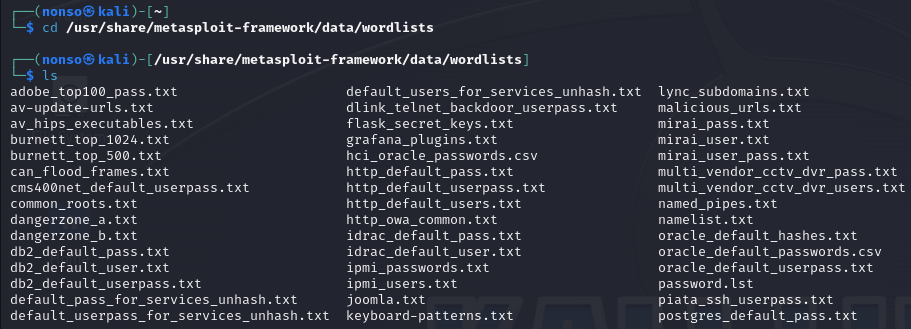 ┌──(nonso㉿kali)-[~]
└─$ cd /usr/share/metasploit-framework/data/wordlists
┌──(nonso㉿kali)-[/usr/share/metasploit-framework/data/wordlists]
└─$ ls
adobe_top100_pass.txt default_users_for_services_unhash.txt lync_subdomains.txt
av-update-urls.txt dlink_telnet_backdoor_userpass.txt malicious_urls.txt
av_hips_executables.txt flask_secret_keys.txt mirai_pass.txt
burnett_top_1024.txt grafana_plugins.txt mirai_user.txt
burnett_top_500.txt hci_oracle_passwords.csv mirai_user_pass.txt
can_flood_frames.txt http_default_pass.txt multi_vendor_cctv_dvr_pass.txt
cms400net_default_userpass.txt http_default_userpass.txt multi_vendor_cctv_dvr_users.txt
common_roots.txt http_default_users.txt named_pipes.txt
dangerzone_a.txt http_owa_common.txt namelist.txt
dangerzone_b.txt idrac_default_pass.txt oracle_default_hashes.txt
db2_default_pass.txt idrac_default_user.txt oracle_default_passwords.csv
db2_default_user.txt ipmi_passwords.txt oracle_default_userpass.txt
db2_default_userpass.txt ipmi_users.txt password.lst
default_pass_for_services_unhash.txt joomla.txt piata_ssh_userpass.txt
default_userpass_for_services_unhash.txt keyboard-patterns.txt postgres_default_pass.txt